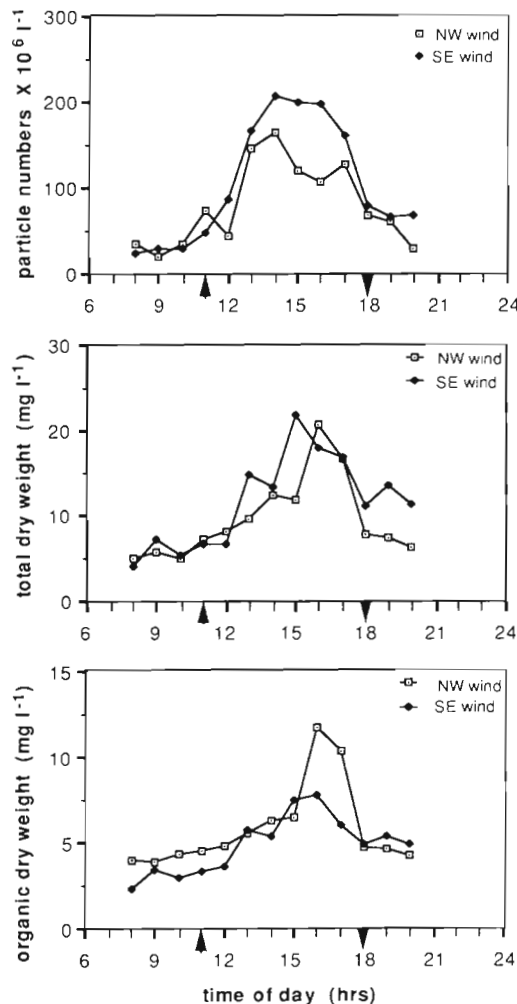 particle numbers X 10⁶ l⁻¹
300
200
100
0
NW wind
SE wind
6 9 12 15 18 21 24
total dry weight (mg l⁻¹)
30
20
10
0
NW wind
SE wind
6 9 12 15 18 21 24
organic dry weight (mg l⁻¹)
15
10
5
0
NW wind
SE wind
6 9 12 15 18 21 24
time of day (hrs)